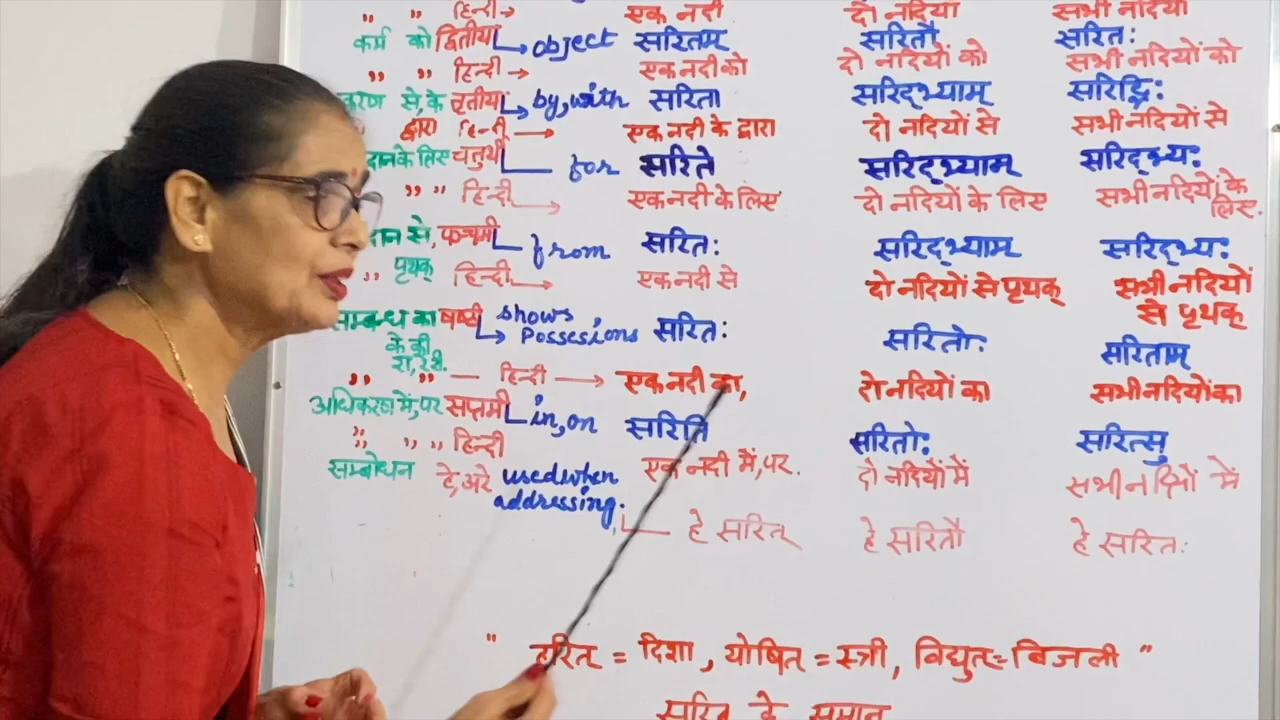 " " हिन्दी→ एक नदी दो नदियाँ सभी नदियाँ
कर्म को द्वितीया object सरितम् सरितौ सरितः
" " हिन्दी → एक नदी को दो नदियों को सभी नदियों को
करण से, के तृतीया by, with सरिता सरिद्भ्याम् सरिद्भिः
द्वारा हिन्दी → एक नदी के द्वारा दो नदियों से सभी नदियों से
दान के लिए चतुर्थी for सरिते सरिद्भ्याम् सरिद्भ्यः
" " हिन्दी → एक नदी के लिए दो नदियों के लिए सभी नदियों के लिए.
दान से, पञ्चमी from सरितः सरिद्भ्याम् सरिद्भ्यः
" पृथक् हिन्दी → एक नदी से दो नदियों से पृथक् सभी नदियों से पृथक्
सम्बन्ध का षष्ठी shows Possesions सरितः सरितोः सरिताम्
के की
रा, रे री.
" " — हिन्दी → एक नदी का, दो नदियों का सभी नदियों का
अधिकरण में, पर सप्तमी in, on सरिति सरितोः सरित्सु
" " " हिन्दी एक नदी में, पर. दो नदियों में सभी नदियों में
सम्बोधन हे, अरे used when
addressing. हे सरित् हे सरितौ हे सरितः
" हरित् = दिशा, योषित् = स्त्री, विद्युत् = बिजली "
सरित् के समान